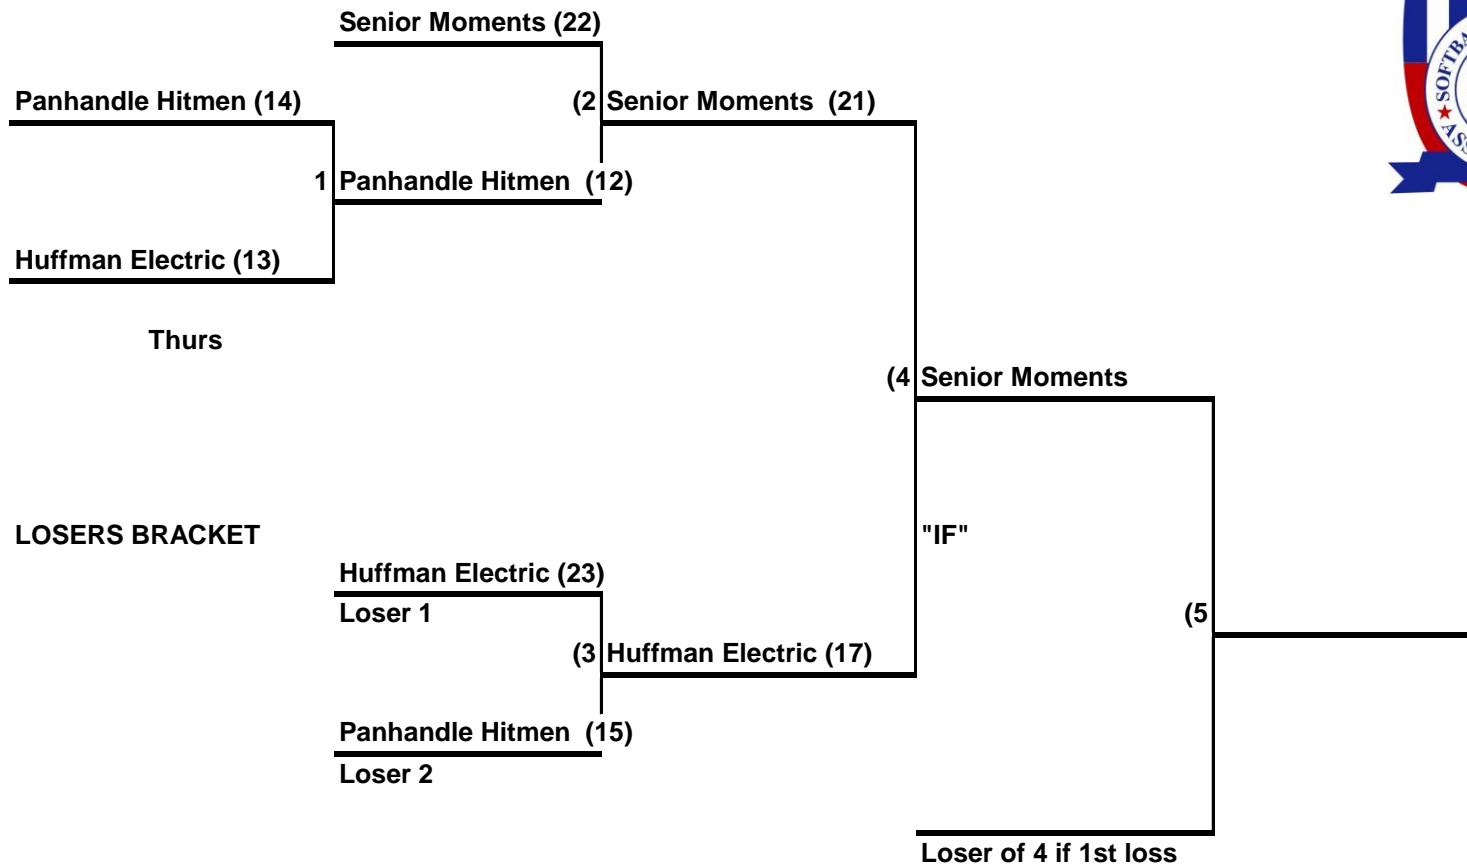 Senior Moments (22)
Panhandle Hitmen (14)
(2 Senior Moments (21)
1 Panhandle Hitmen (12)
Huffman Electric (13)
Thurs
(4 Senior Moments
LOSERS BRACKET
"IF"
Huffman Electric (23)
Loser 1
(5
(3 Huffman Electric (17)
Panhandle Hitmen (15)
Loser 2
Loser of 4 if 1st loss